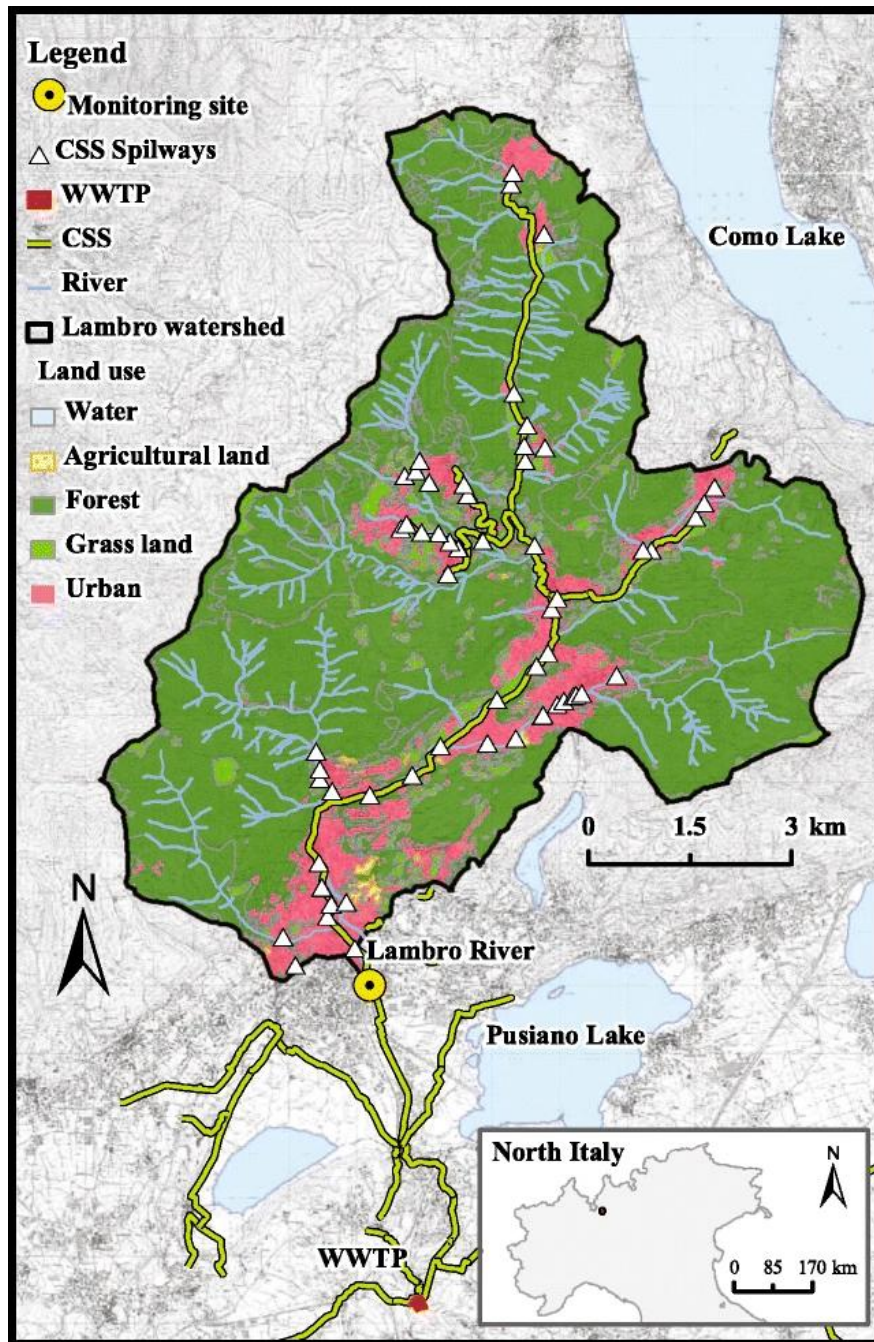 Legend
Monitoring site
CSS Spilways
WWTP
CSS
River
Lambro watershed
Land use
Water
Agricultural land
Forest
Grass land
Urban
Como Lake
0 1.5 3 km
N
Lambro River
Pusiano Lake
WWTP
North Italy
N
0 85 170 km